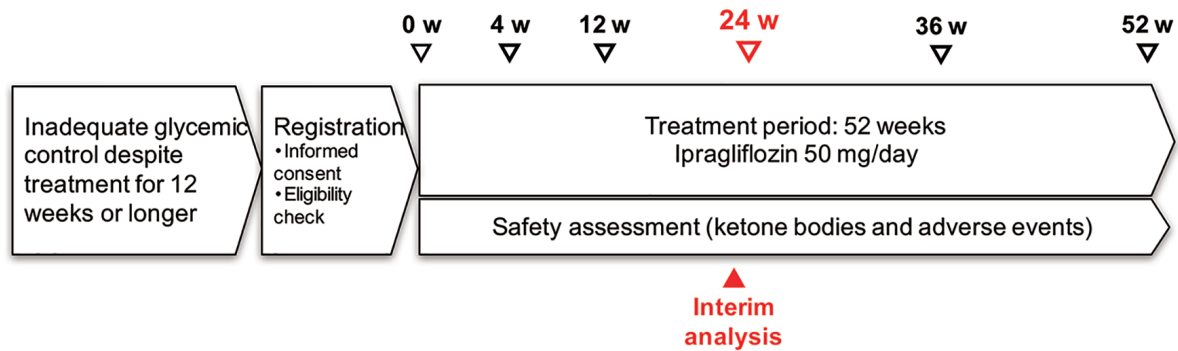 0 w
4 w
12 w
24 w
36 w
52 w
Inadequate glycemic
control despite
treatment for 12
weeks or longer
Registration
•Informed
consent
•Eligibility
check
Treatment period: 52 weeks
Ipragliflozin 50 mg/day
Safety assessment (ketone bodies and adverse events)
Interim
analysis